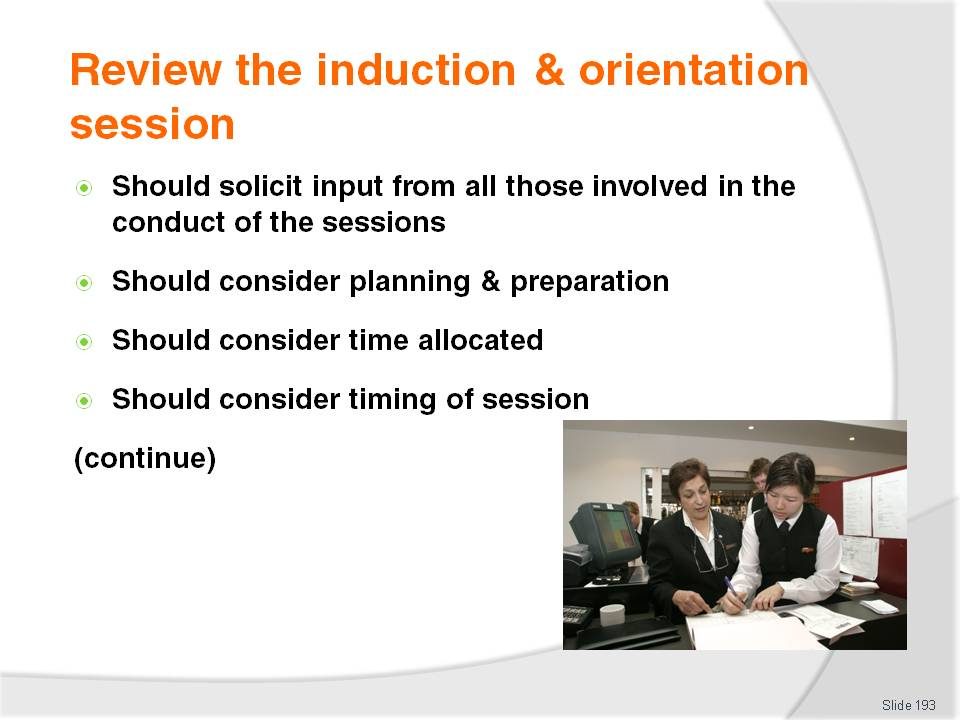 Review the induction & orientation
session
Should solicit input from all those involved in the
conduct of the sessions
Should consider planning & preparation
Should consider time allocated
Should consider timing of session
(continue)
Slide 193